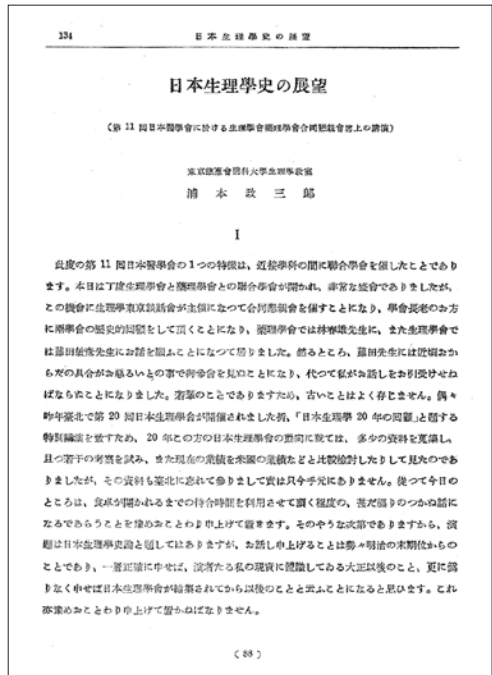 134 日本生理學史の展望
日本生理學史の展望
(第11回日本醫學會に於ける生理學會藥理學會合同懇親會席上の講演)
東京慈惠會醫科大學生理學教室
浦本政三郎
I
此度の第11回日本醫學會の1つの特徴は、近接學科の間に聯合學會を催したことであり
ます。本日は丁度生理學會と藥理學會との聯合學會が開かれ、非常な盛會でありましたが、
この機會に生理學東京談話會が主催になつて合同懇親會を催すことになり、學會長老のお方
に兩學會の歷史的回顧をして頂くことになり、藥理學會では林春雄先生に、また生理學會で
は藤田敏彦先生にお話を願ふことになつて居りました。然るところ、藤田先生には近頃おか
らだの具合がお惡るいとの事で御參會を見ぬことになり、代つて私がお話しをお引受けせね
ばならぬことになりました。若輩のことでありますため、古いことはよく存じません。偶々
昨年臺北で第20回日本生理學會が開催されました折、「日本生理學20年の回顧」と題する
特別講演を致すため、20年この方の日本生理學會の動向に就ては、多少の資料を蒐集し、
且つ若干の考察を試み、また現在の業績を米國の業績などと比較檢討したりして見たのであ
りましたが、その資料も臺北に忘れて參りまして實は只今手元にありません。從つて今日の
ところは、食卓が開かれるまでの待合時間を利用させて頂く程度の、甚だ纒りのつかぬ話に
なるであらうことを豫めおことわり申上げて置きます。そのやうな次第でありますから、演
題は日本生理學史論と題してはありますが、お話し申上げることは勢々明治の末期位からの
ことであり、一層正確に申せば、演者たる私の現實に體識してゐる大正以後のこと、更に憚
りなく申せば日本生理學會が結築されてから以後のことと云ふことになると思ひます。これ
亦豫めおことわり申上げて置かねばなりません。
( 88 )